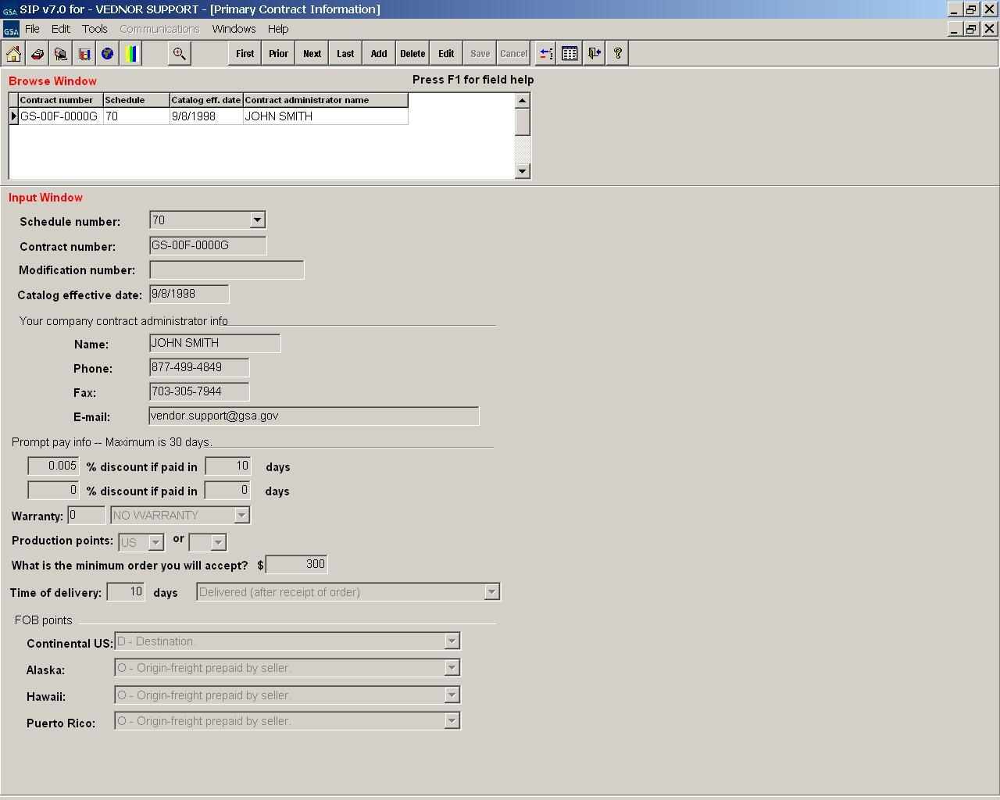 GSA SIP v7.0 for - VEDNOR SUPPORT - [Primary Contract Information]
GSA File Edit Tools Communications Windows Help
First Prior Next Last Add Delete Edit Save Cancel ?
Browse Window Press F1 for field help
Contract number Schedule Catalog eff. date Contract administrator name
GS-00F-0000G 70 9/8/1998 JOHN SMITH
Input Window
Schedule number: 70
Contract number: GS-00F-0000G
Modification number:
Catalog effective date: 9/8/1998
Your company contract administrator info
Name: JOHN SMITH
Phone: 877-499-4849
Fax: 703-305-7944
E-mail: vendor.support@gsa.gov
Prompt pay info -- Maximum is 30 days.
0.005 % discount if paid in 10 days
0 % discount if paid in 0 days
Warranty: 0 NO WARRANTY
Production points: US or
What is the minimum order you will accept? $ 300
Time of delivery: 10 days Delivered (after receipt of order)
FOB points
Continental US: D - Destination.
Alaska: O - Origin-freight prepaid by seller.
Hawaii: O - Origin-freight prepaid by seller.
Puerto Rico: O - Origin-freight prepaid by seller.